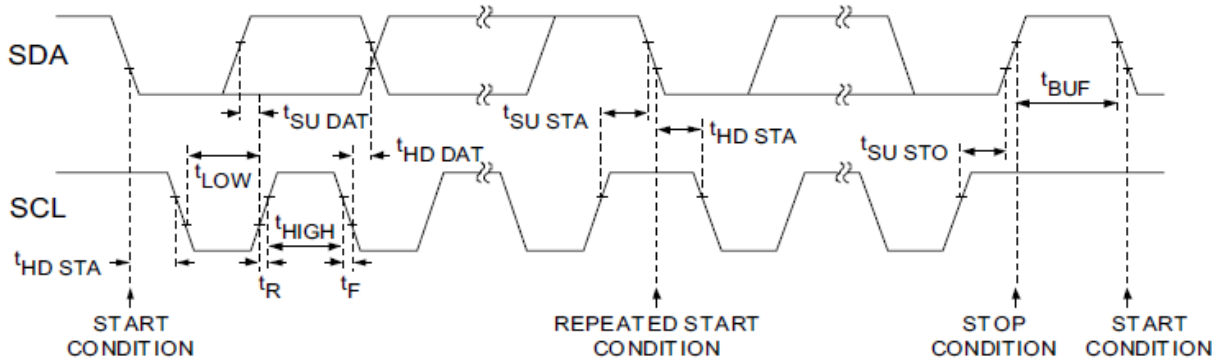 SDA
tSU DAT
tHD DAT
tSU STA
tHD STA
tBUF
tSU STO
tLOW
SCL
tHIGH
tHD STA
tR
tF
START
CONDITION
REPEATED START
CONDITION
STOP
CONDITION
START
CONDITION